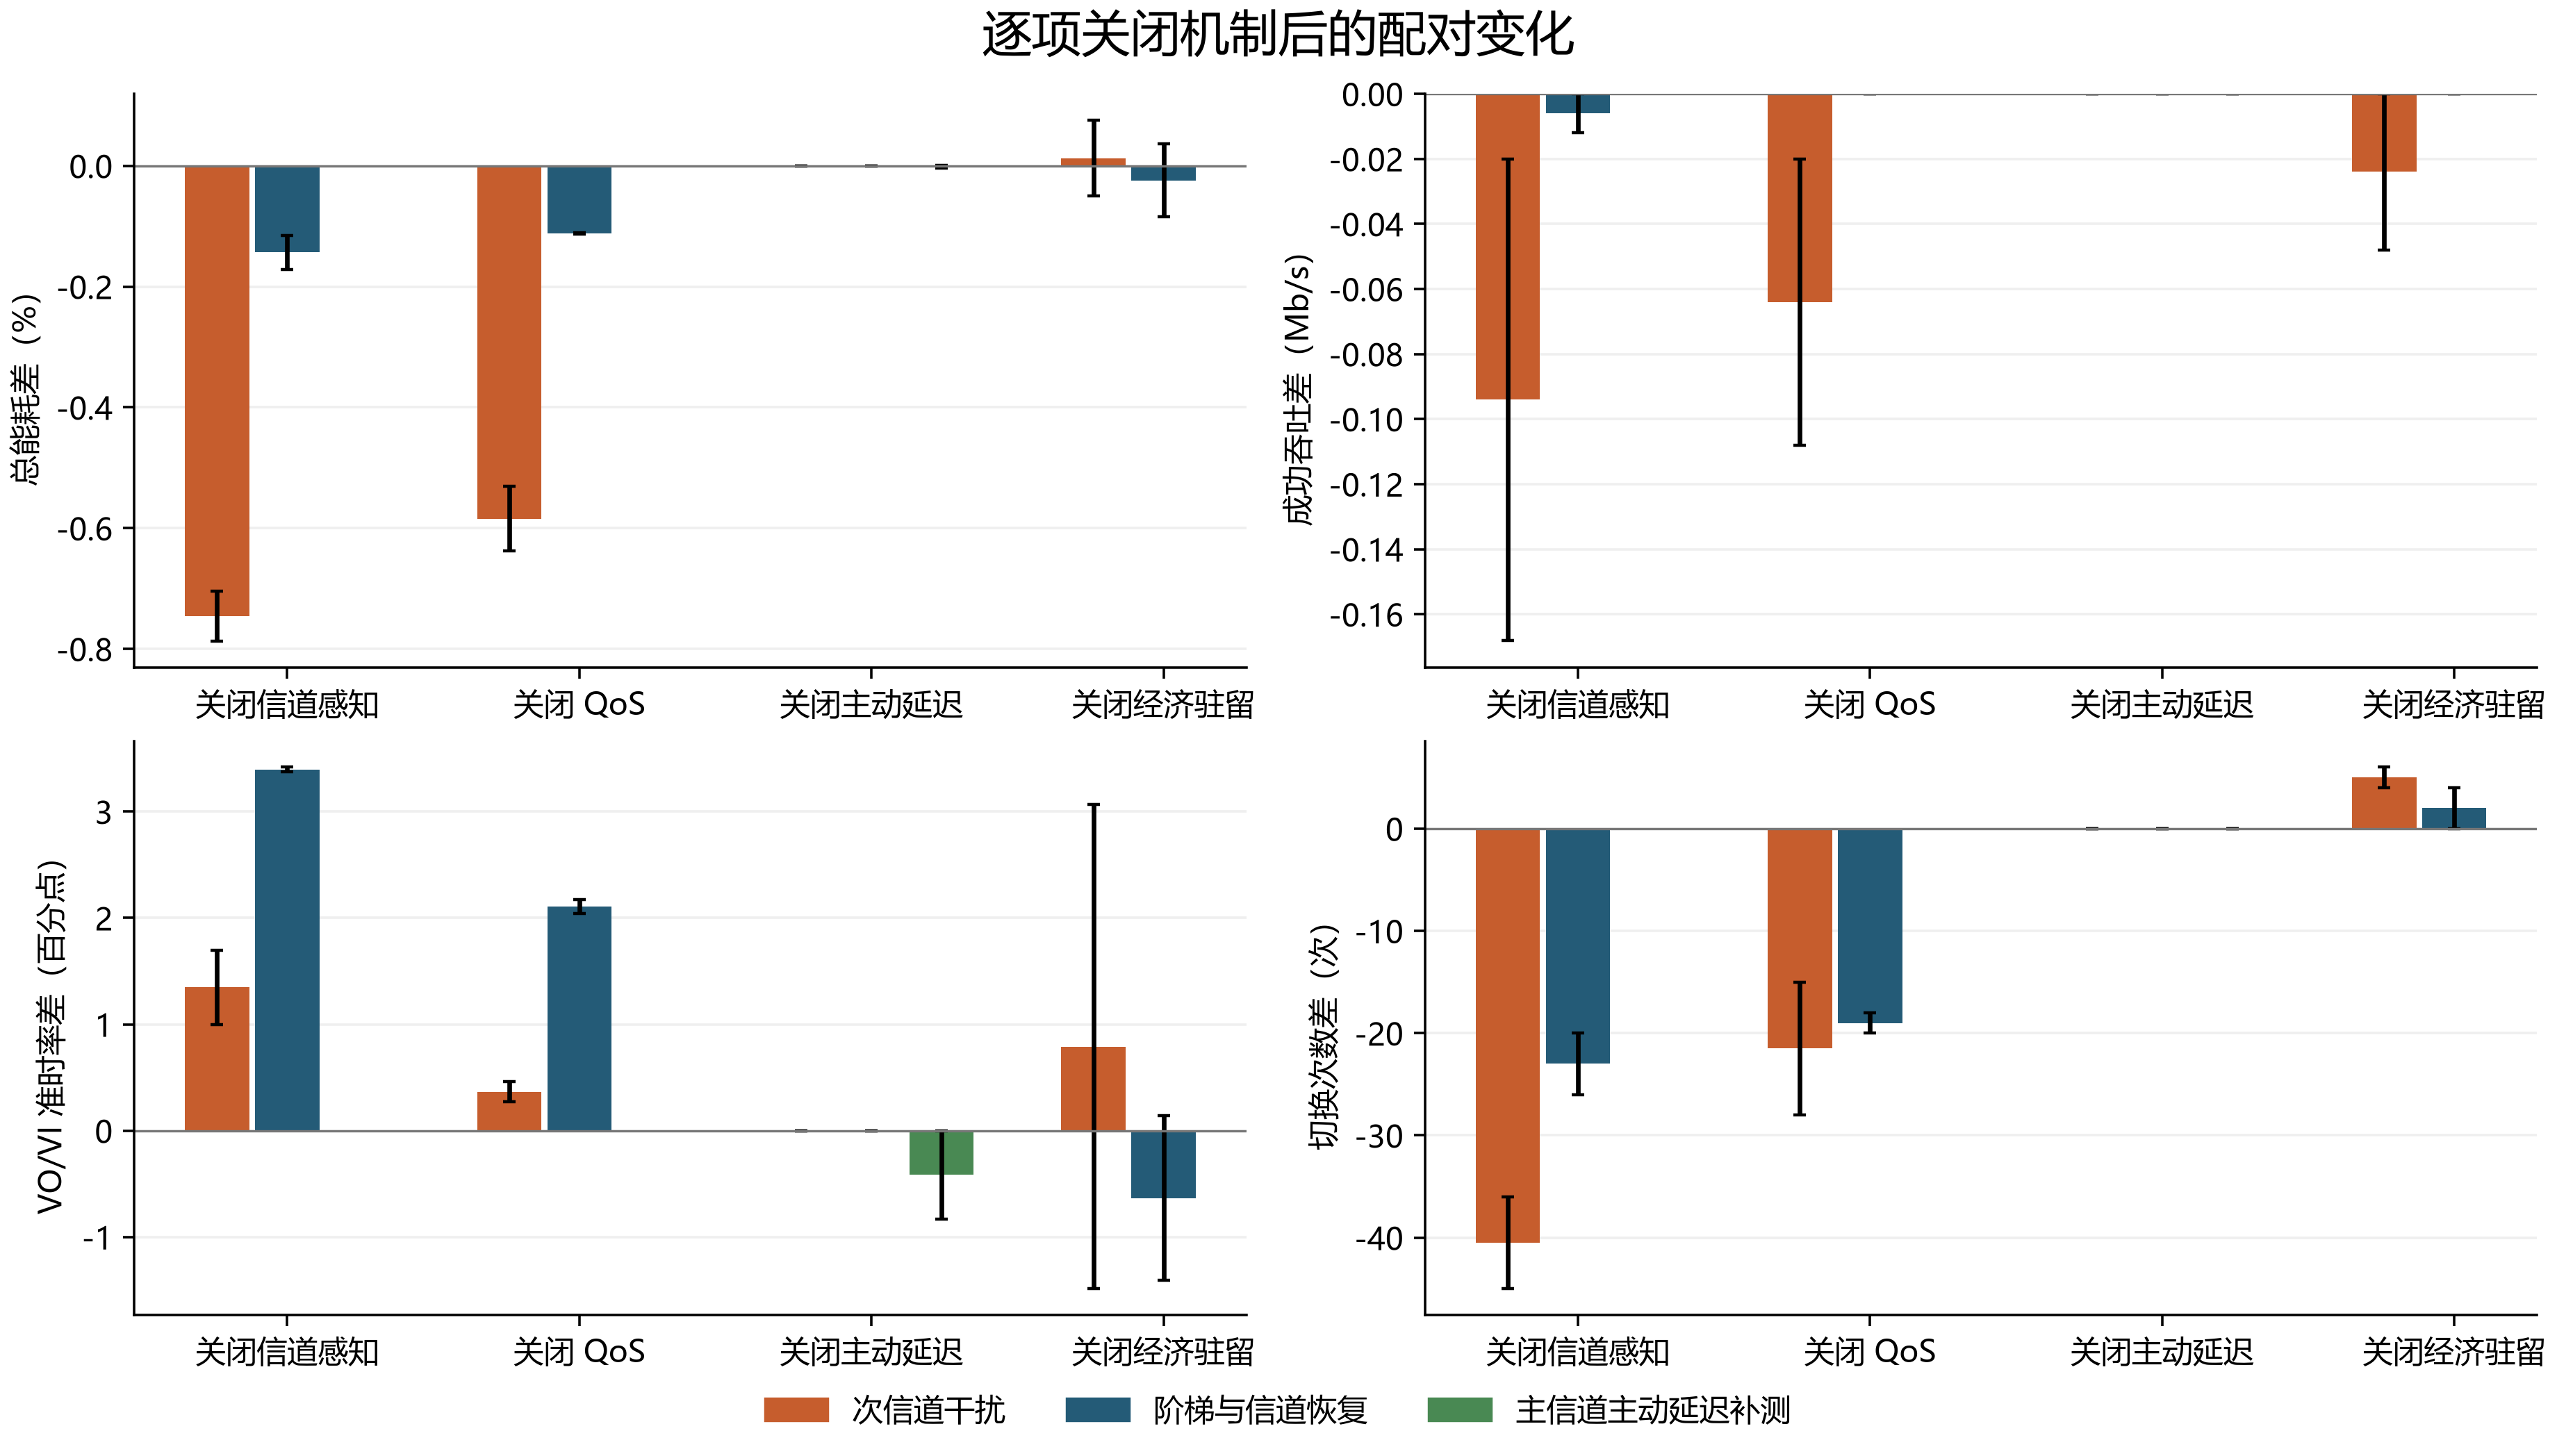 逐项关闭机制后的配对变化
总能耗差（%）
0.0
-0.2
-0.4
-0.6
-0.8
关闭信道感知 关闭 QoS 关闭主动延迟 关闭经济驻留
成功吞吐差（Mb/s）
0.00
-0.02
-0.04
-0.06
-0.08
-0.10
-0.12
-0.14
-0.16
关闭信道感知 关闭 QoS 关闭主动延迟 关闭经济驻留
VO/VI 准时率差（百分点）
3
2
1
0
-1
关闭信道感知 关闭 QoS 关闭主动延迟 关闭经济驻留
切换次数差（次）
0
-10
-20
-30
-40
关闭信道感知 关闭 QoS 关闭主动延迟 关闭经济驻留
次信道干扰 阶梯与信道恢复 主信道主动延迟补测